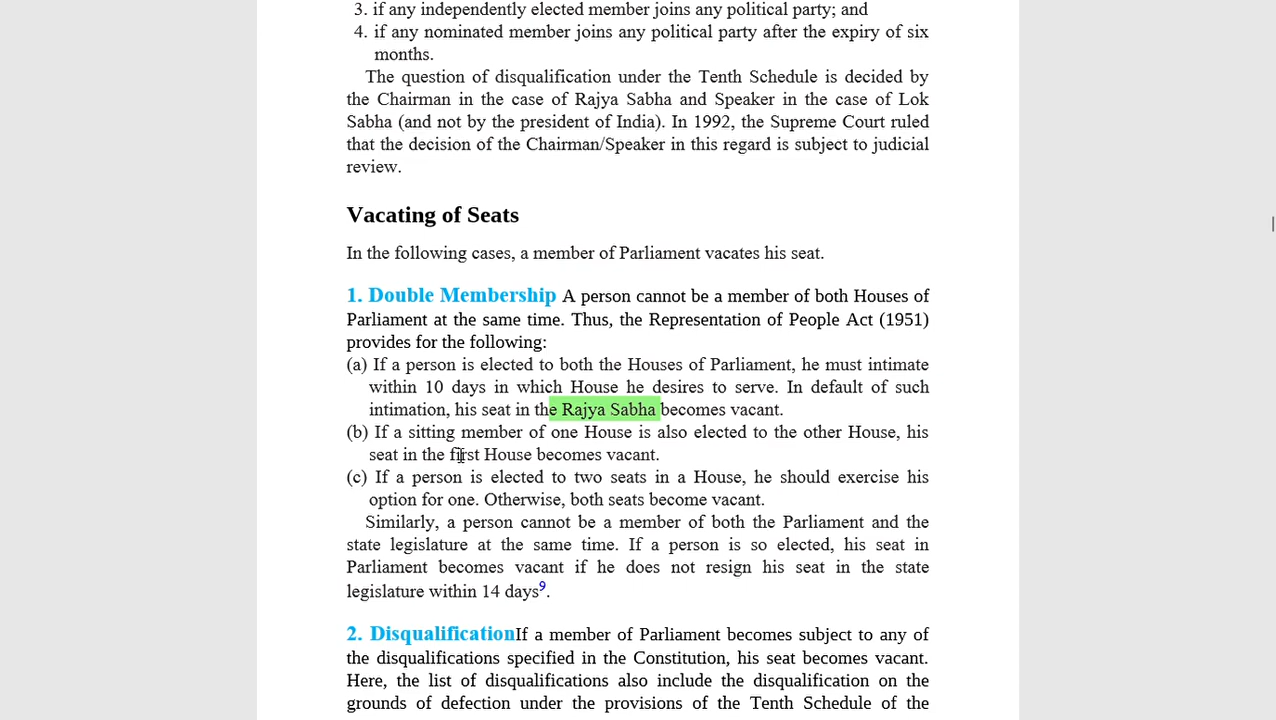 3. if any independently elected member joins any political party; and
4. if any nominated member joins any political party after the expiry of six
months.
The question of disqualification under the Tenth Schedule is decided by
the Chairman in the case of Rajya Sabha and Speaker in the case of Lok
Sabha (and not by the president of India). In 1992, the Supreme Court ruled
that the decision of the Chairman/Speaker in this regard is subject to judicial
review.
Vacating of Seats
In the following cases, a member of Parliament vacates his seat.
1. Double Membership A person cannot be a member of both Houses of
Parliament at the same time. Thus, the Representation of People Act (1951)
provides for the following:
(a) If a person is elected to both the Houses of Parliament, he must intimate
within 10 days in which House he desires to serve. In default of such
intimation, his seat in the Rajya Sabha becomes vacant.
(b) If a sitting member of one House is also elected to the other House, his
seat in the first House becomes vacant.
(c) If a person is elected to two seats in a House, he should exercise his
option for one. Otherwise, both seats become vacant.
Similarly, a person cannot be a member of both the Parliament and the
state legislature at the same time. If a person is so elected, his seat in
Parliament becomes vacant if he does not resign his seat in the state
legislature within 14 days9.
2. DisqualificationIf a member of Parliament becomes subject to any of
the disqualifications specified in the Constitution, his seat becomes vacant.
Here, the list of disqualifications also include the disqualification on the
grounds of defection under the provisions of the Tenth Schedule of the